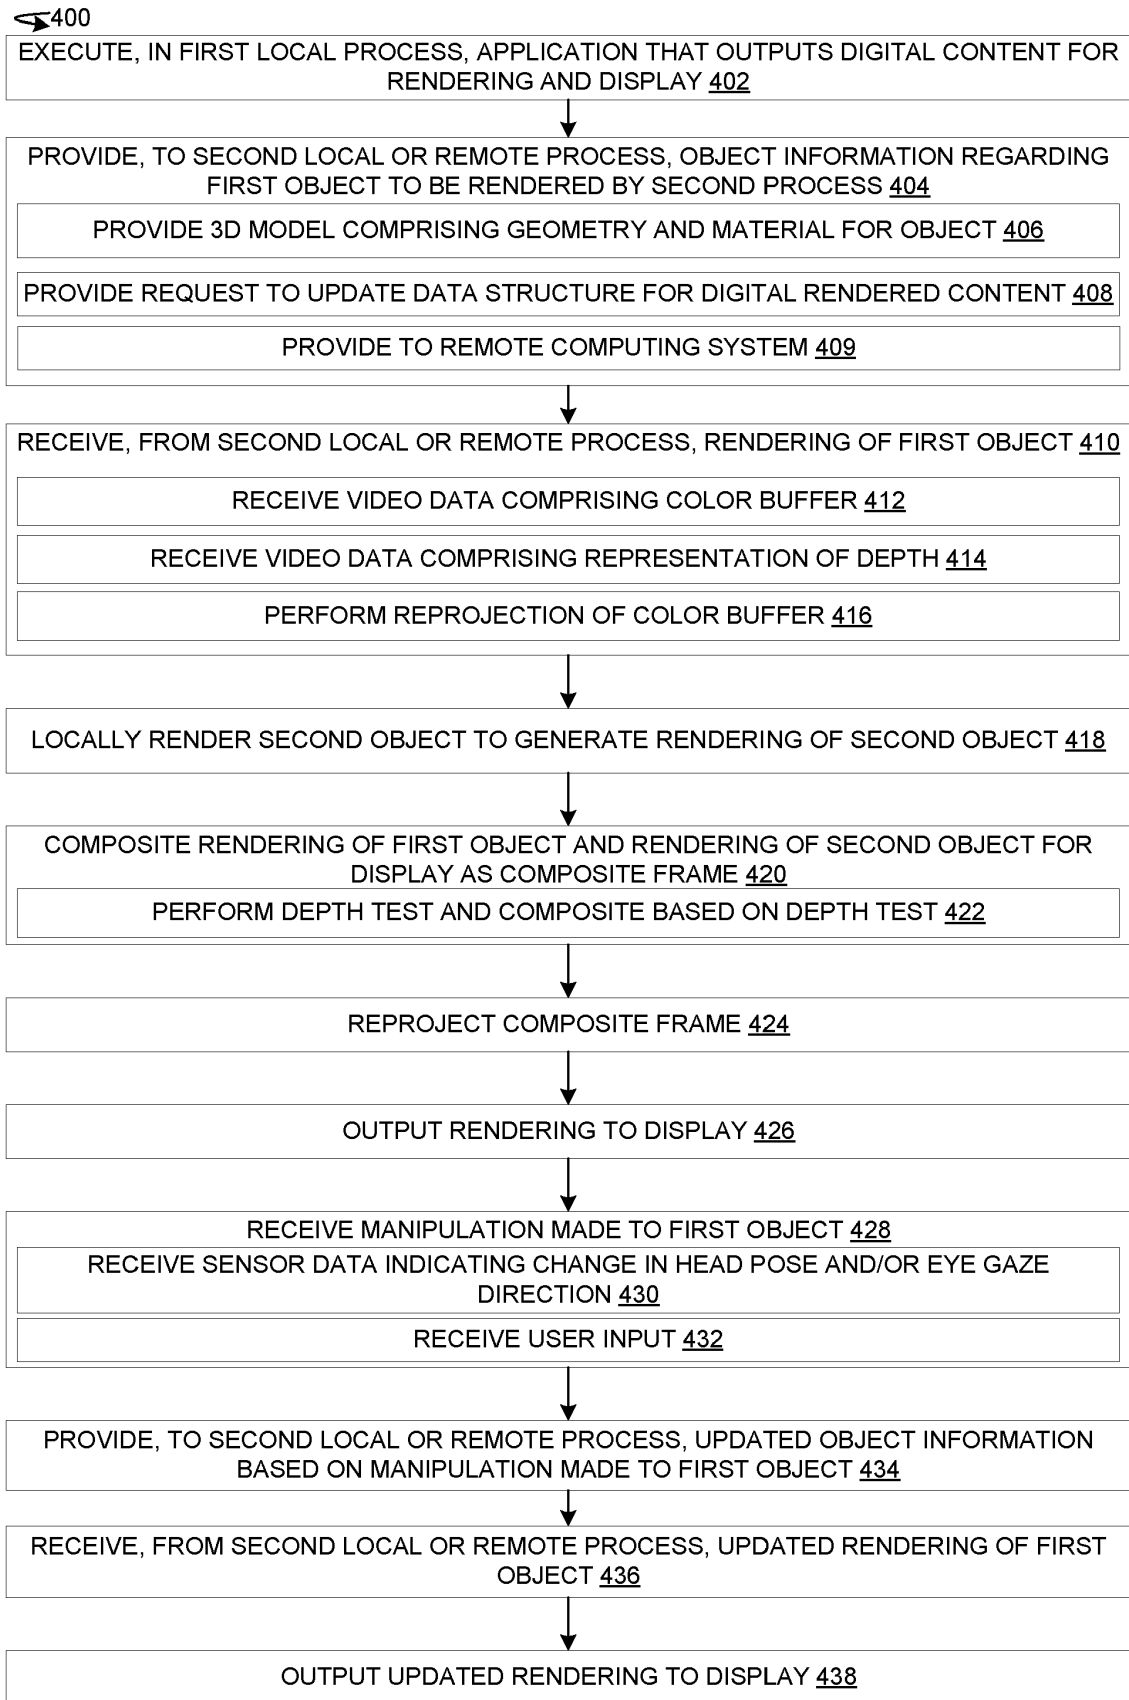 400
EXECUTE, IN FIRST LOCAL PROCESS, APPLICATION THAT OUTPUTS DIGITAL CONTENT FOR
RENDERING AND DISPLAY 402
PROVIDE, TO SECOND LOCAL OR REMOTE PROCESS, OBJECT INFORMATION REGARDING
FIRST OBJECT TO BE RENDERED BY SECOND PROCESS 404
PROVIDE 3D MODEL COMPRISING GEOMETRY AND MATERIAL FOR OBJECT 406
PROVIDE REQUEST TO UPDATE DATA STRUCTURE FOR DIGITAL RENDERED CONTENT 408
PROVIDE TO REMOTE COMPUTING SYSTEM 409
RECEIVE, FROM SECOND LOCAL OR REMOTE PROCESS, RENDERING OF FIRST OBJECT 410
RECEIVE VIDEO DATA COMPRISING COLOR BUFFER 412
RECEIVE VIDEO DATA COMPRISING REPRESENTATION OF DEPTH 414
PERFORM REPROJECTION OF COLOR BUFFER 416
LOCALLY RENDER SECOND OBJECT TO GENERATE RENDERING OF SECOND OBJECT 418
COMPOSITE RENDERING OF FIRST OBJECT AND RENDERING OF SECOND OBJECT FOR
DISPLAY AS COMPOSITE FRAME 420
PERFORM DEPTH TEST AND COMPOSITE BASED ON DEPTH TEST 422
REPROJECT COMPOSITE FRAME 424
OUTPUT RENDERING TO DISPLAY 426
RECEIVE MANIPULATION MADE TO FIRST OBJECT 428
RECEIVE SENSOR DATA INDICATING CHANGE IN HEAD POSE AND/OR EYE GAZE
DIRECTION 430
RECEIVE USER INPUT 432
PROVIDE, TO SECOND LOCAL OR REMOTE PROCESS, UPDATED OBJECT INFORMATION
BASED ON MANIPULATION MADE TO FIRST OBJECT 434
RECEIVE, FROM SECOND LOCAL OR REMOTE PROCESS, UPDATED RENDERING OF FIRST
OBJECT 436
OUTPUT UPDATED RENDERING TO DISPLAY 438